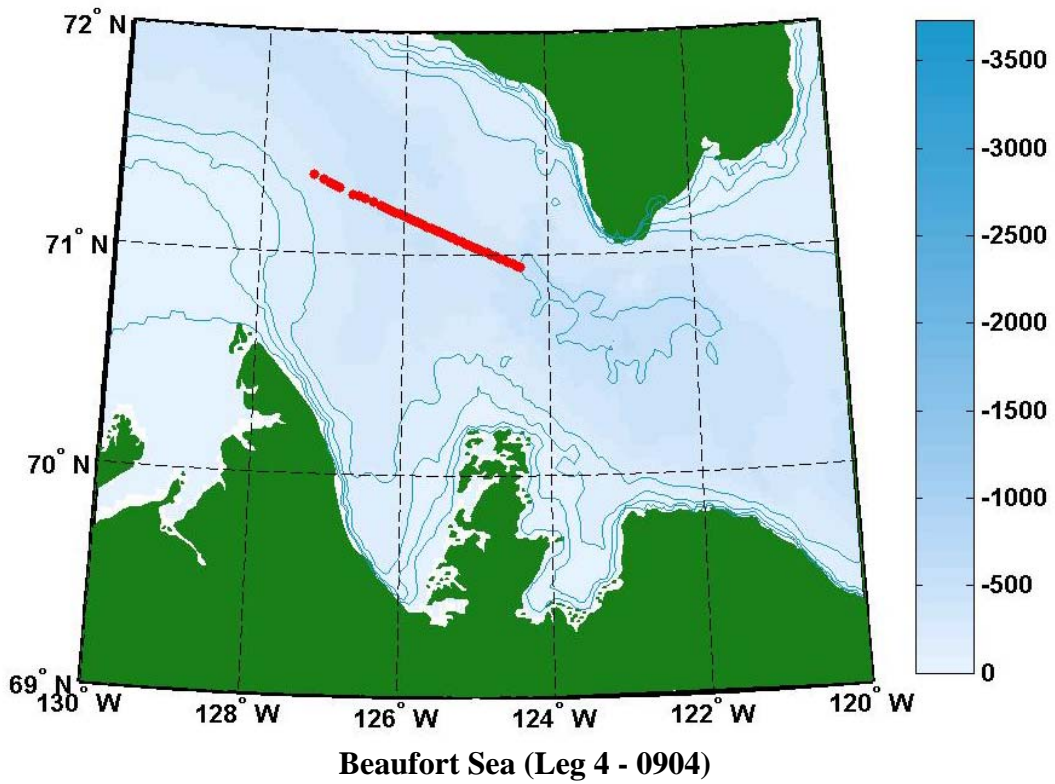 72° N
71° N
70° N
69° N
130° W
128° W
126° W
124° W
122° W
120° W
-3500
-3000
-2500
-2000
-1500
-1000
-500
0
Beaufort Sea (Leg 4 - 0904)